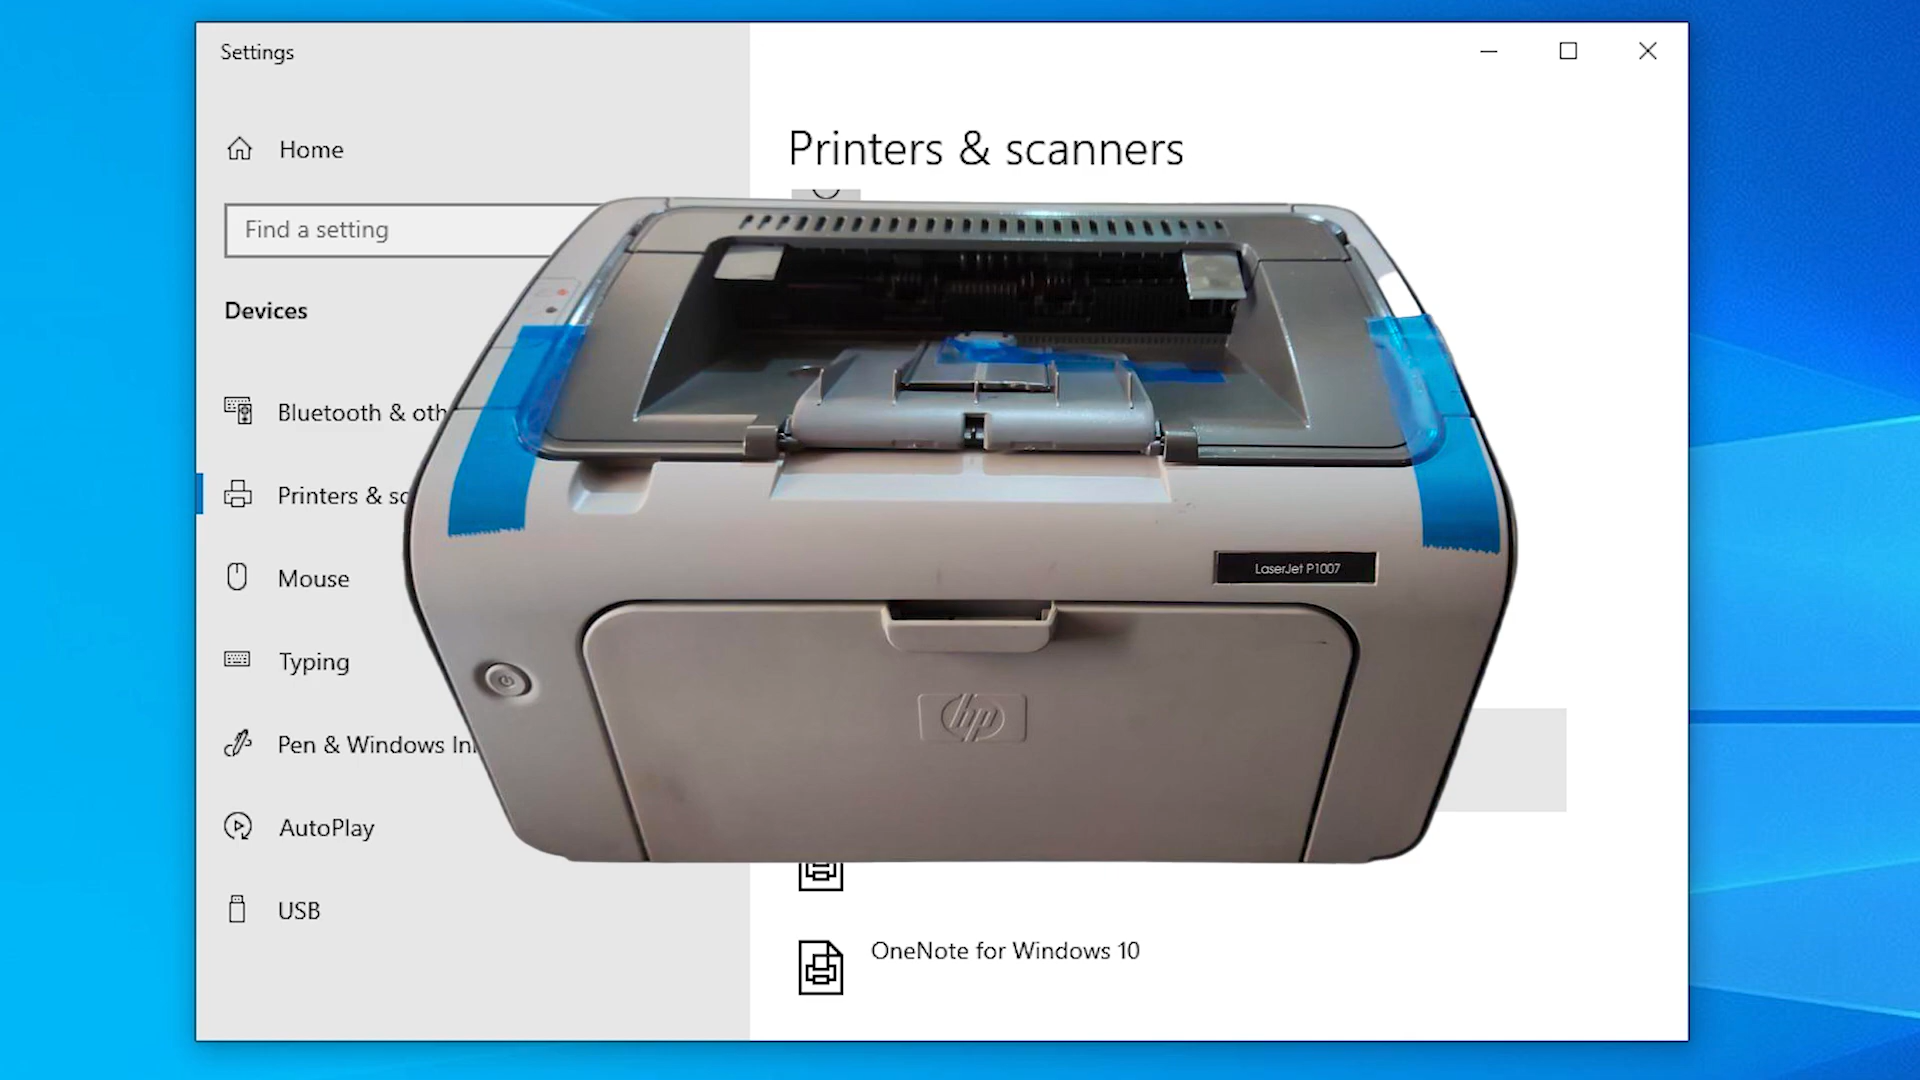 Settings
Home
Find a setting
Devices
Bluetooth & oth
Printers & sc
Mouse
Typing
Pen & Windows In
AutoPlay
USB
Printers & scanners
LaserJet P1007
hp
OneNote for Windows 10